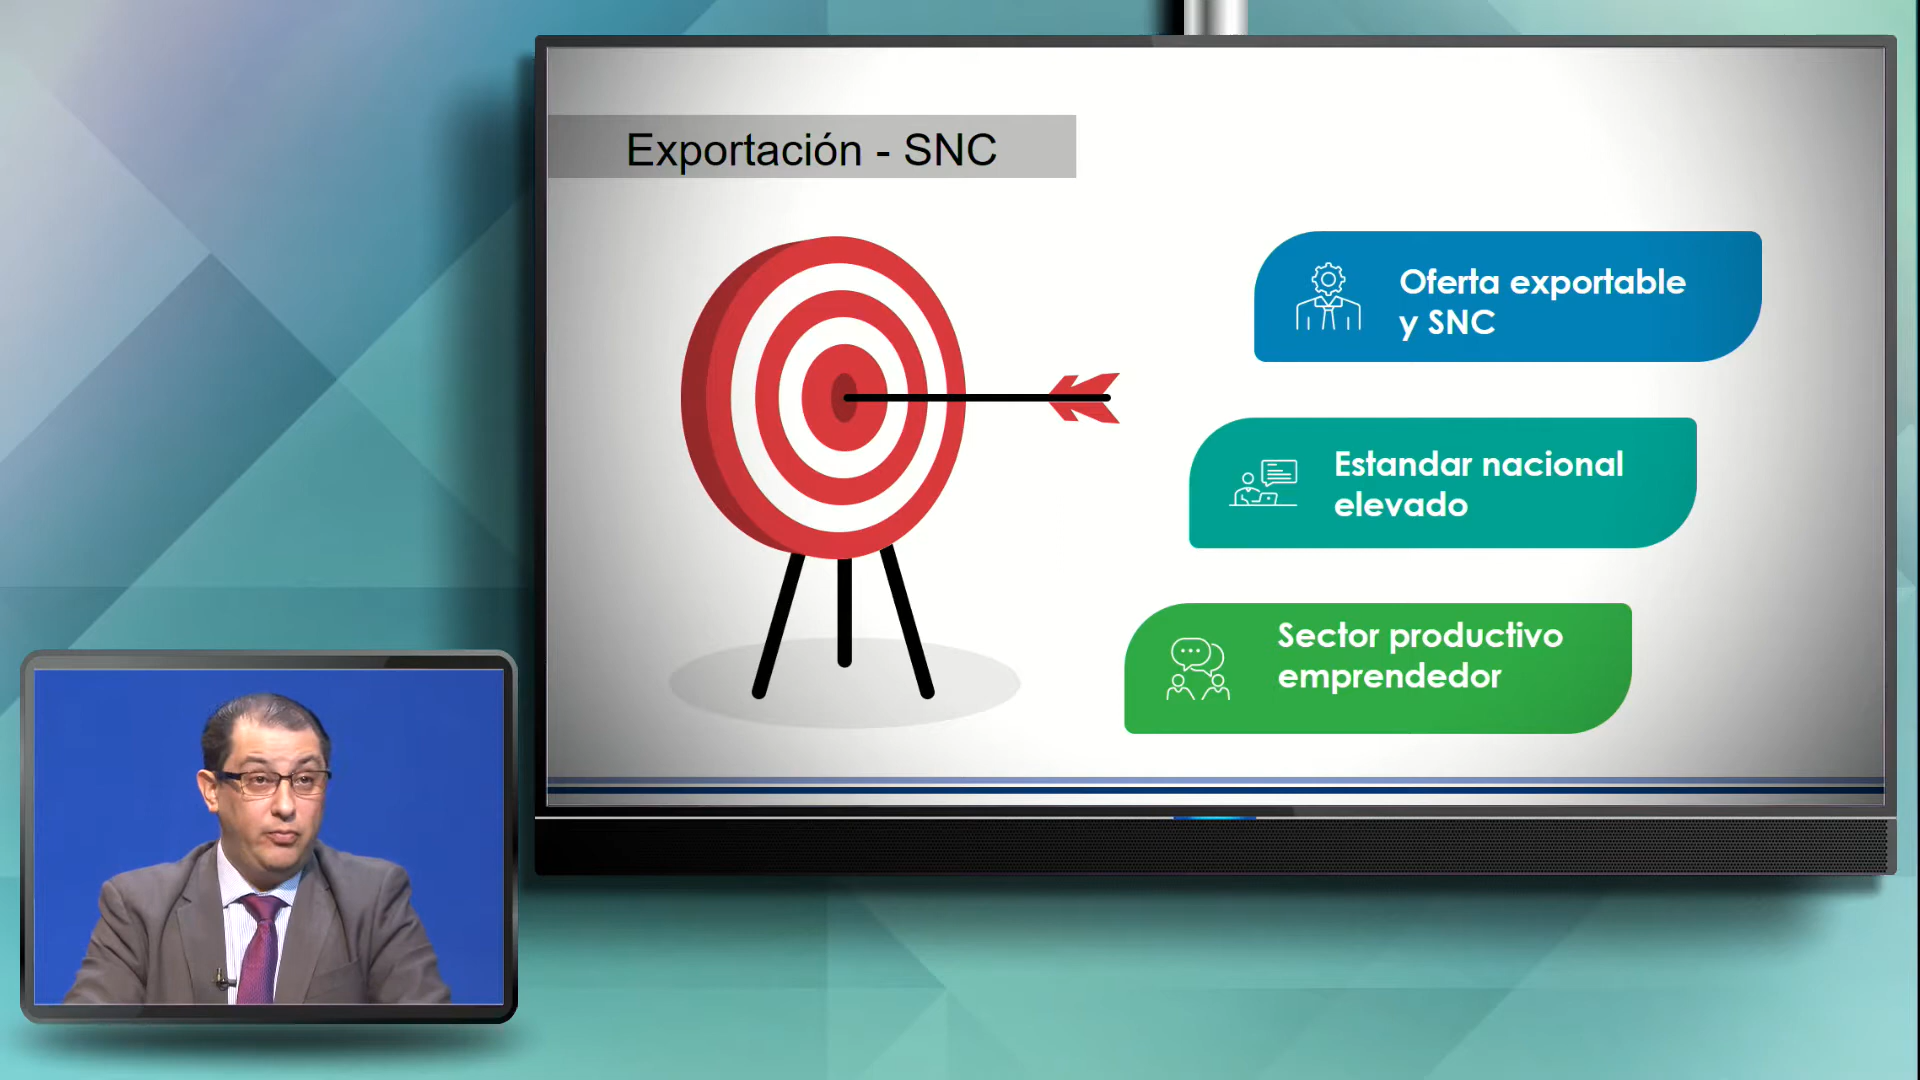 Exportación - SNC
Oferta exportable
y SNC
Estandar nacional
elevado
Sector productivo
emprendedor